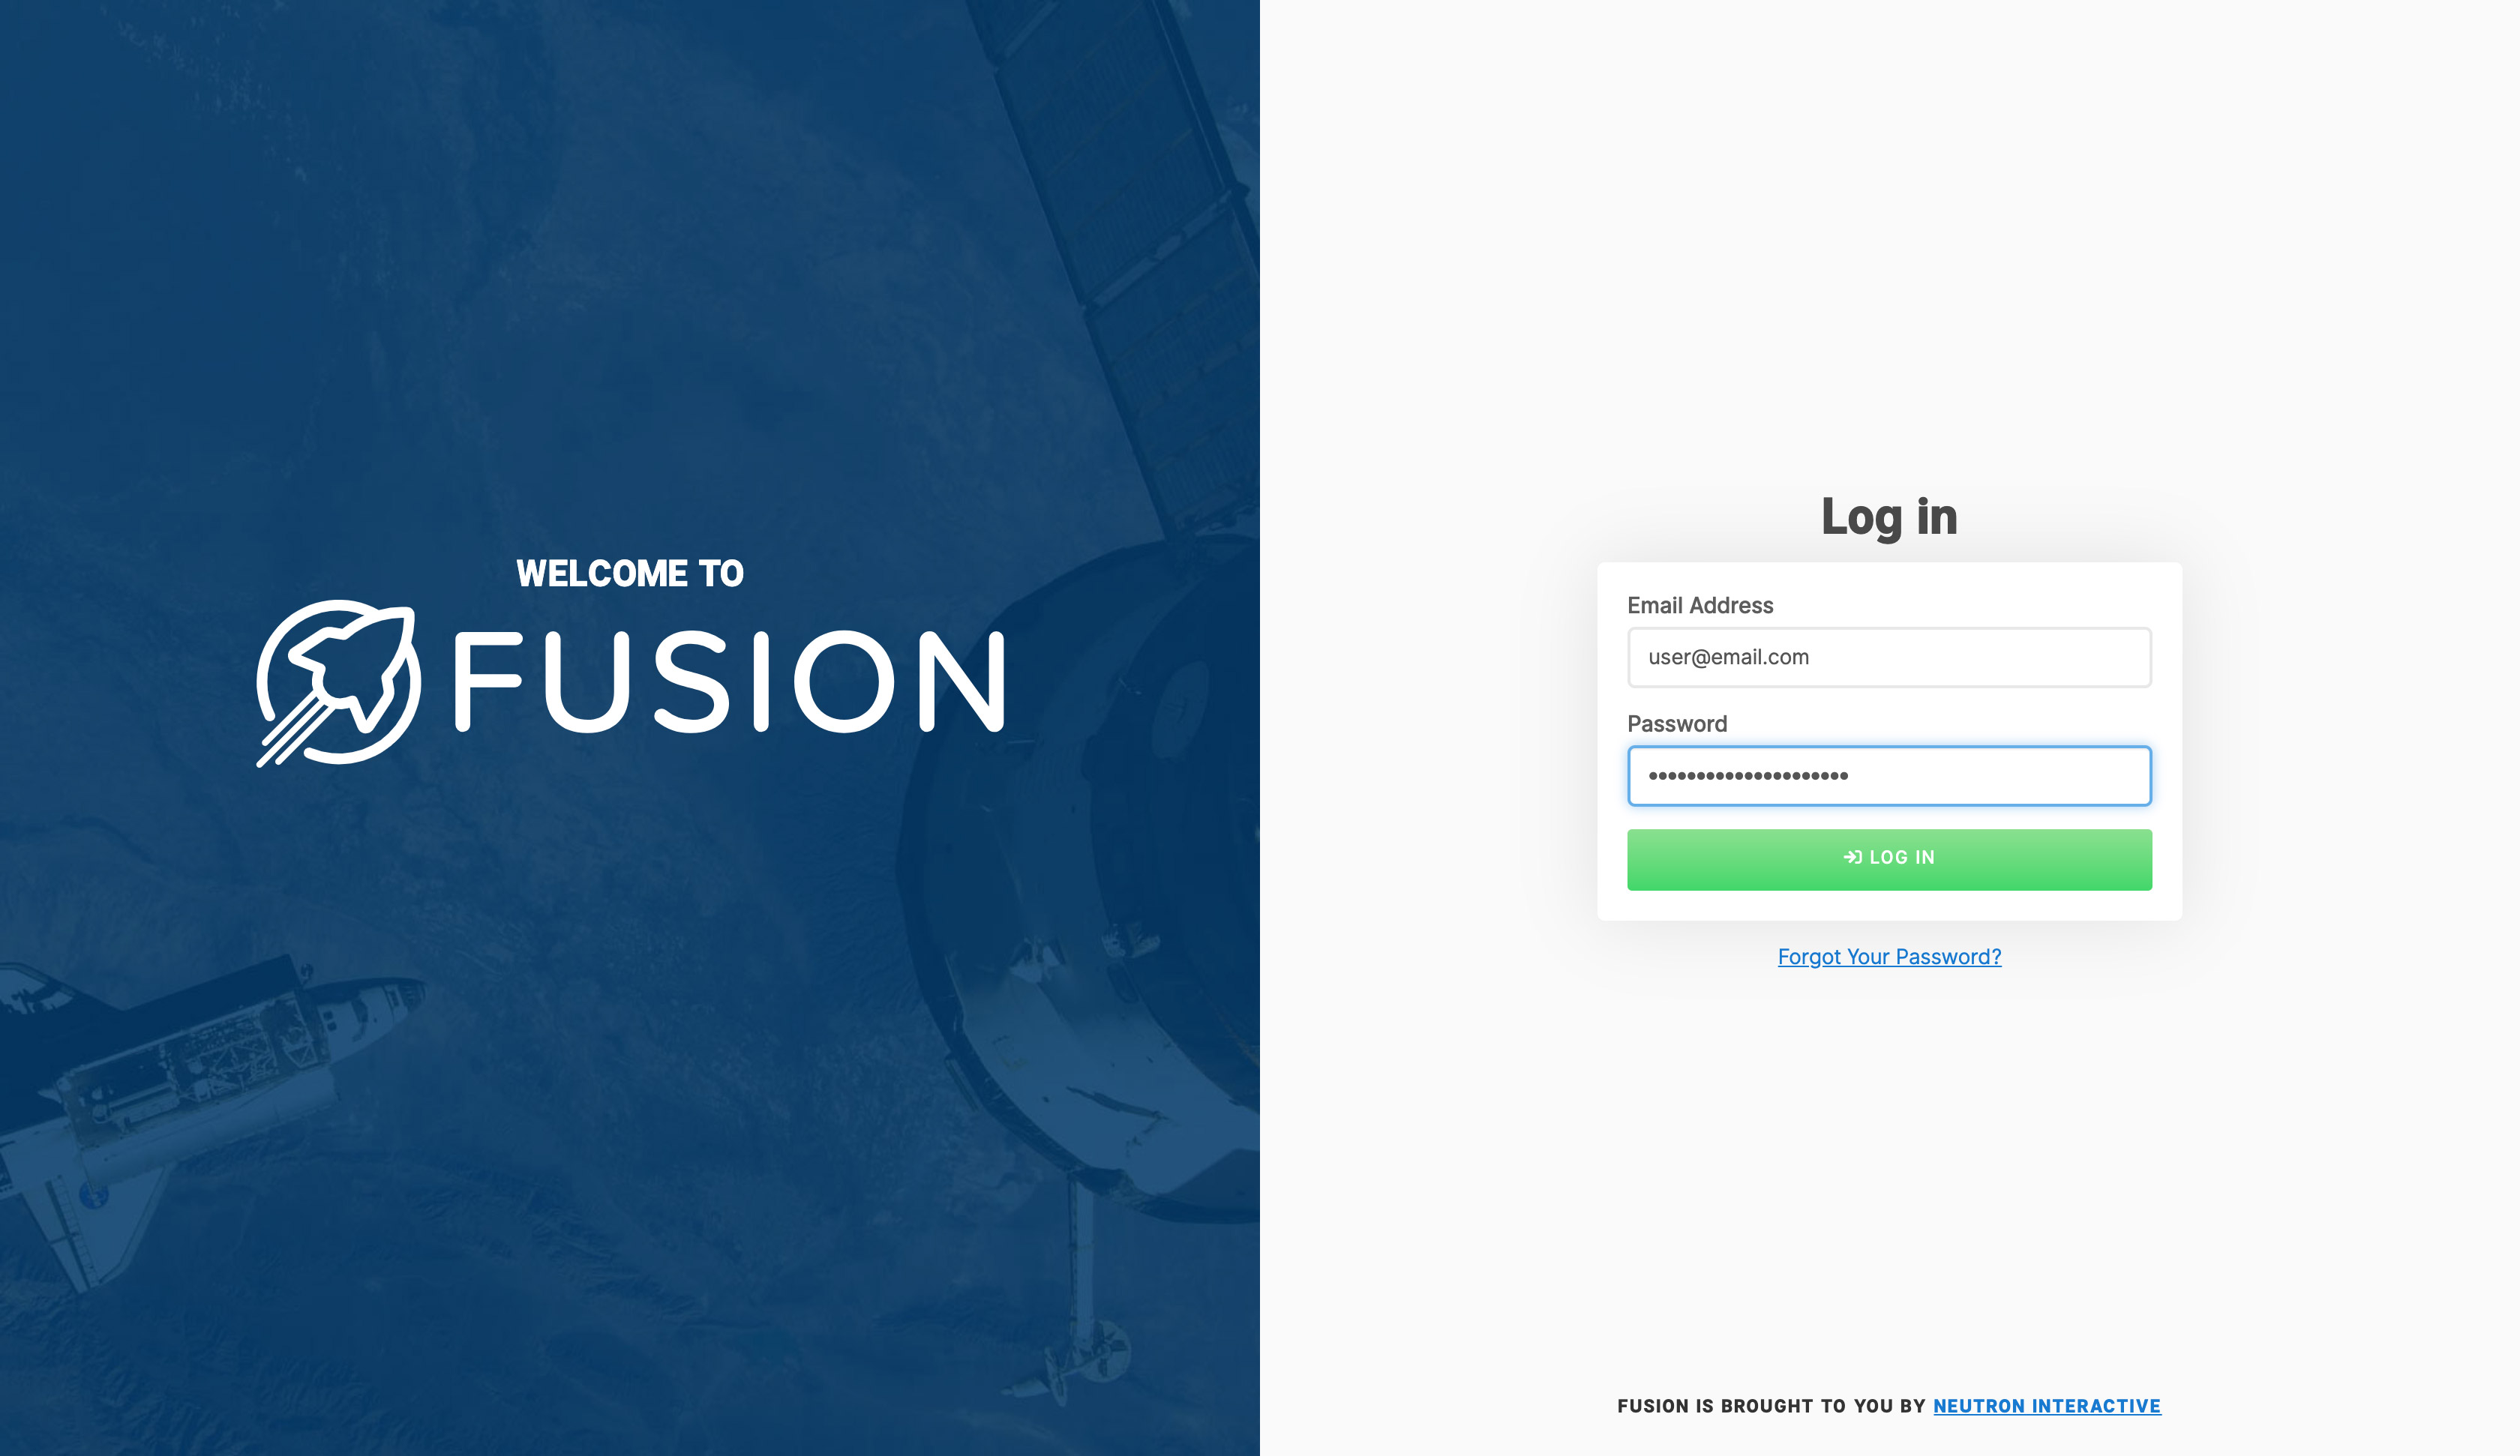 WELCOME TO
FUSION
Log in
Email Address
user@email.com
Password
•••••••••••••••••••••
LOG IN
Forgot Your Password?
FUSION IS BROUGHT TO YOU BY NEUTRON INTERACTIVE